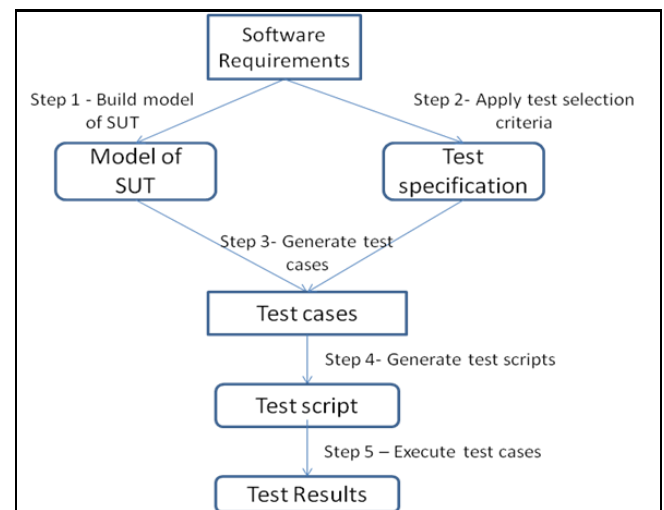 Software
Requirements
Step 1 - Build model
of SUT
Step 2- Apply test selection
criteria
Model of
SUT
Test
specification
Step 3- Generate test
cases
Test cases
Step 4- Generate test scripts
Test script
Step 5 – Execute test cases
Test Results